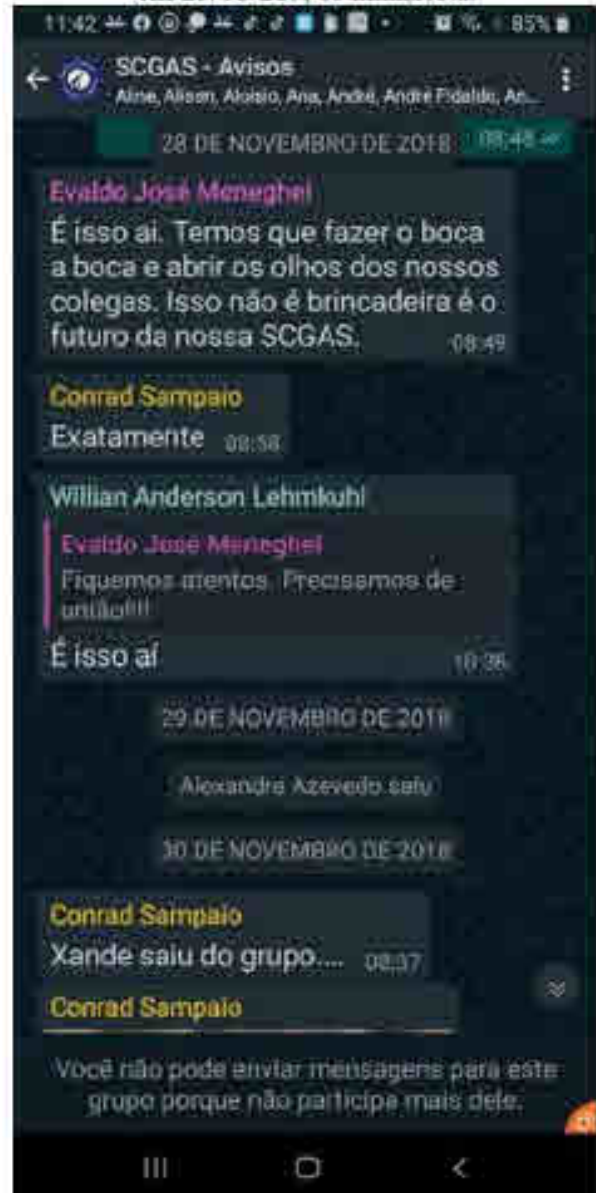 11:42
85%
SCGAS - Avisos
Aline, Alison, Aloisio, Ana, André, André Fidaldo, An...
28 DE NOVEMBRO DE 2018
08:48
Evaldo José Meneghel
É isso ai. Temos que fazer o boca
a boca e abrir os olhos dos nossos
colegas. Isso não é brincadeira é o
futuro da nossa SCGAS.
08:49
Conrad Sampaio
Exatamente 08:58
Willian Anderson Lehmkuhl
Evaldo José Meneghel
Fiquemos atentos. Precisamos de
união!!!!
É isso aí
10:36
29 DE NOVEMBRO DE 2018
Alexandre Azevedo saiu
30 DE NOVEMBRO DE 2018
Conrad Sampaio
Xande saiu do grupo.... 08:37
Conrad Sampaio
Você não pode enviar mensagens para este
grupo porque não participa mais dele.